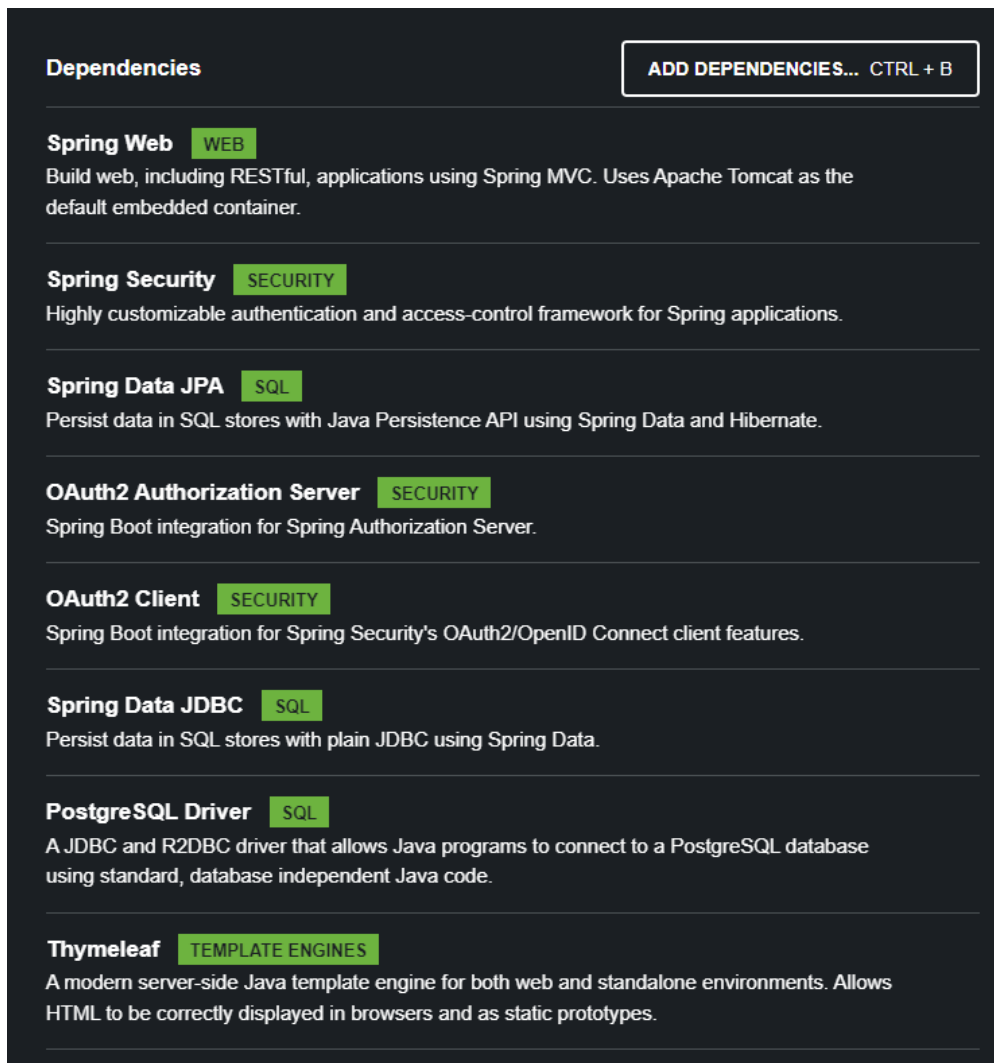 Dependencies
ADD DEPENDENCIES... CTRL + B
Spring Web WEB
Build web, including RESTful, applications using Spring MVC. Uses Apache Tomcat as the
default embedded container.
Spring Security SECURITY
Highly customizable authentication and access-control framework for Spring applications.
Spring Data JPA SQL
Persist data in SQL stores with Java Persistence API using Spring Data and Hibernate.
OAuth2 Authorization Server SECURITY
Spring Boot integration for Spring Authorization Server.
OAuth2 Client SECURITY
Spring Boot integration for Spring Security's OAuth2/OpenID Connect client features.
Spring Data JDBC SQL
Persist data in SQL stores with plain JDBC using Spring Data.
PostgreSQL Driver SQL
A JDBC and R2DBC driver that allows Java programs to connect to a PostgreSQL database
using standard, database independent Java code.
Thymeleaf TEMPLATE ENGINES
A modern server-side Java template engine for both web and standalone environments. Allows
HTML to be correctly displayed in browsers and as static prototypes.